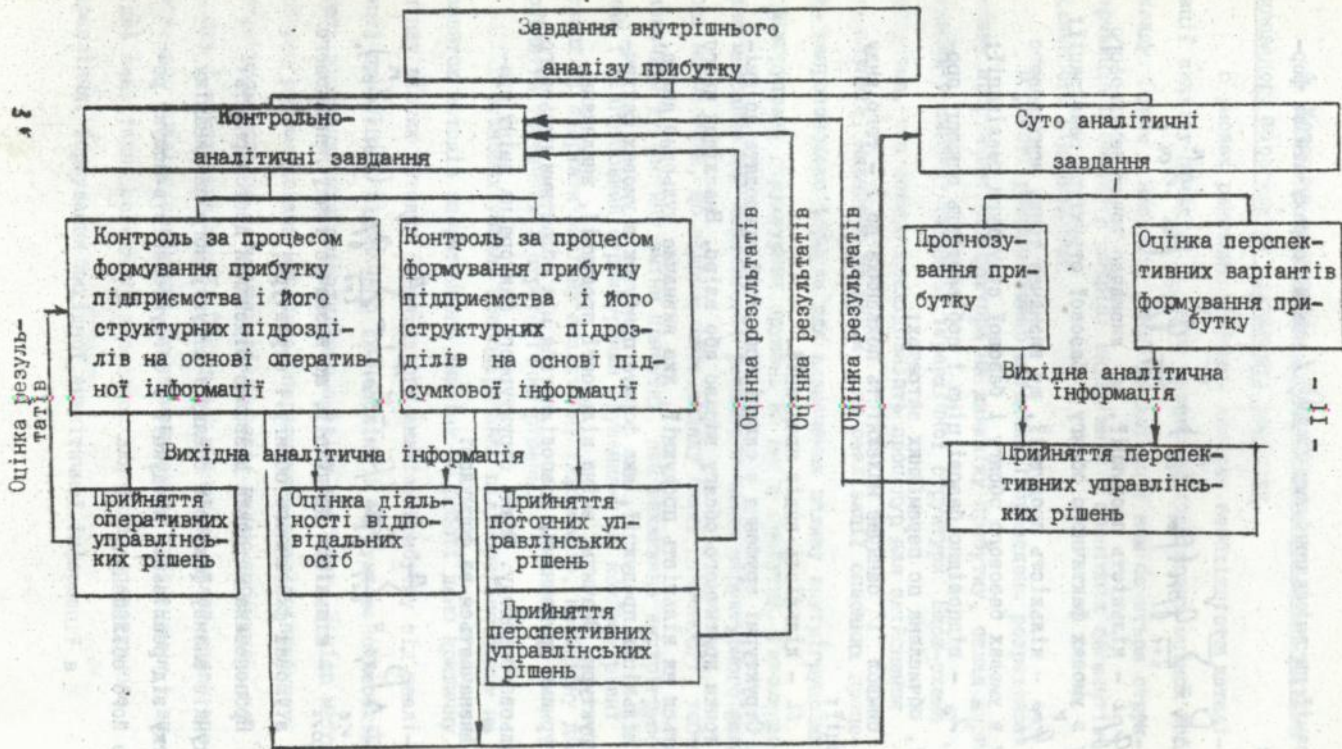 Завдання внутрішнього
аналізу прибутку
Контрольно-
аналітичні завдання
Суто аналітичні
завдання
Контроль за процесом
формування прибутку
підприємства і його
структурних підрозді-
лів на основі оператив-
ної інформації
Контроль за процесом
формування прибутку
підприємства і його
структурних підроз-
ділів на основі під-
сумкової інформації
Прогнозу-
вання при-
бутку
Оцінка перспек-
тивних варіантів
формування при-
бутку
Оцінка резуль-
татів
Оцінка результатів
Оцінка результатів
Оцінка результатів
Вихідна аналітична
інформація
Вихідна аналітична інформація
Прийняття
оперативних
управлінсь-
ких рішень
Оцінка діяль-
ності відпо-
відальних
осіб
Прийняття
поточних уп-
равлінських
рішень
Прийняття
перспективних
управлінських
рішень
Прийняття перспек-
тивних управлінсь-
ких рішень
- II -